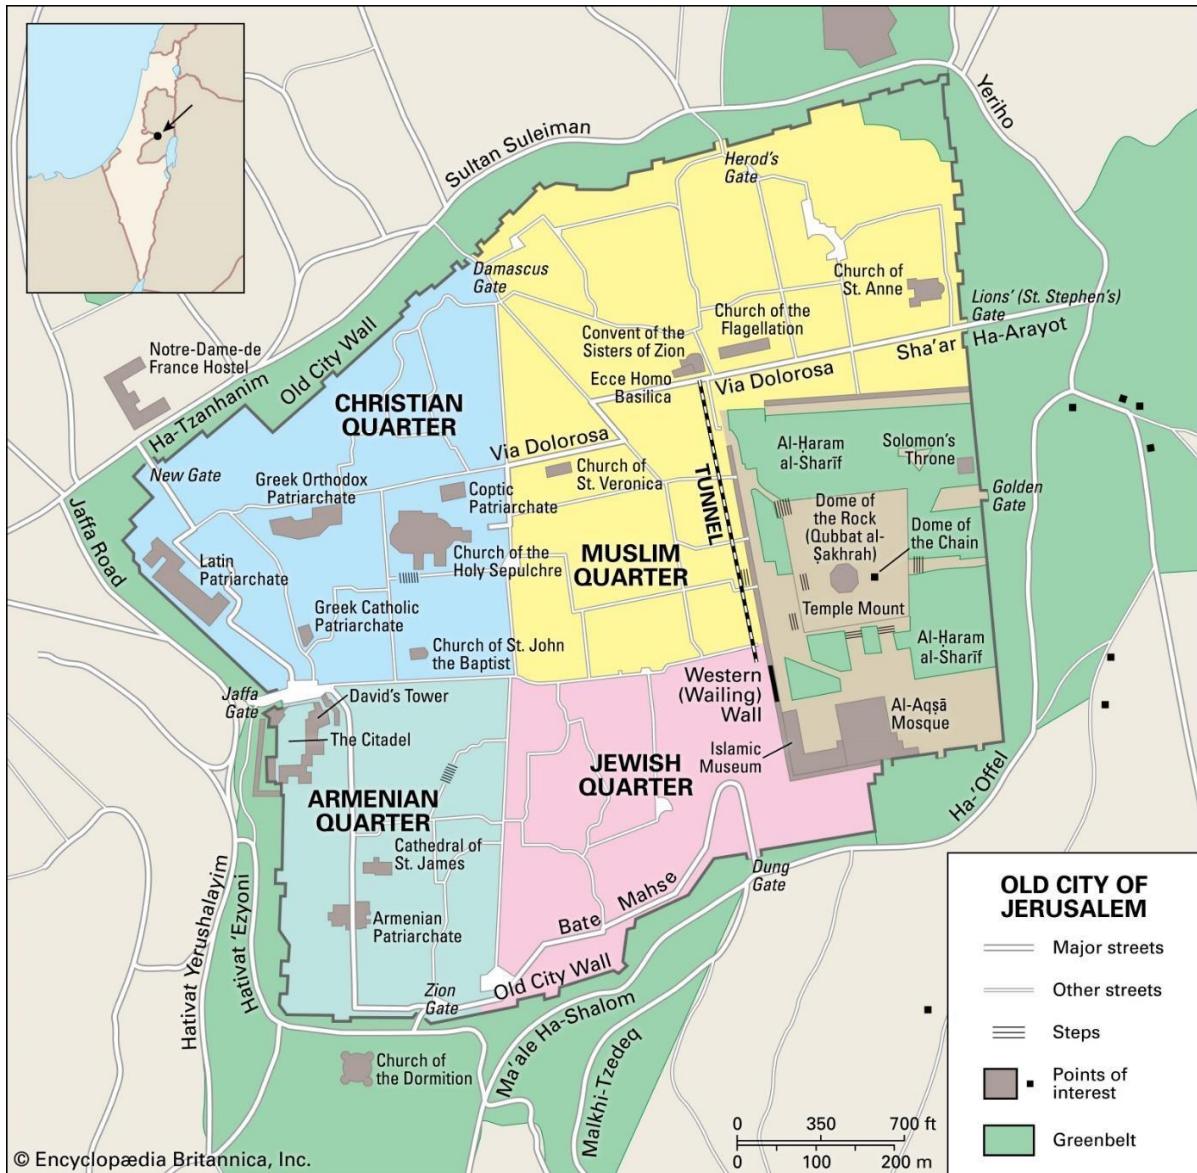 Sultan Suleiman
Yeriho
Herod's
Gate
Damascus
Gate
Church of
St. Anne
Lions' (St. Stephen's)
Gate
Church of the
Flagellation
Convent of the
Sisters of Zion
Sha'ar
Ha-Arayot
Notre-Dame-de
France Hostel
Old City Wall
Ecce Homo
Basilica
Via Dolorosa
Ha-Tzanhanim
CHRISTIAN
QUARTER
Via Dolorosa
Al-Ḥaram
al-Sharīf
Solomon's
Throne
New Gate
Greek Orthodox
Patriarchate
Coptic
Patriarchate
Church of
St. Veronica
TUNNEL
Golden
Gate
Jaffa Road
Dome of
the Rock
(Qubbat al-
Ṣakhrah)
Dome of
the Chain
Latin
Patriarchate
Church of the
Holy Sepulchre
MUSLIM
QUARTER
Greek Catholic
Patriarchate
Temple Mount
Church of St. John
the Baptist
Al-Ḥaram
al-Sharīf
Jaffa
Gate
David's Tower
Western
(Wailing)
Wall
The Citadel
Al-Aqṣā
Mosque
Islamic
Museum
JEWISH
QUARTER
ARMENIAN
QUARTER
Ha-'Offel
Cathedral of
St. James
Dung
Gate
Bate Mahse
Armenian
Patriarchate
Hativat Yerushalayim
Hativat 'Ezyoni
Old City Wall
Zion
Gate
Ma'ale Ha-Shalom
Malkhi-Tzedeq
Church of
the Dormition
OLD CITY OF
JERUSALEM
Major streets
Other streets
Steps
Points of
interest
Greenbelt
0 350 700 ft
0 100 200 m
© Encyclopædia Britannica, Inc.